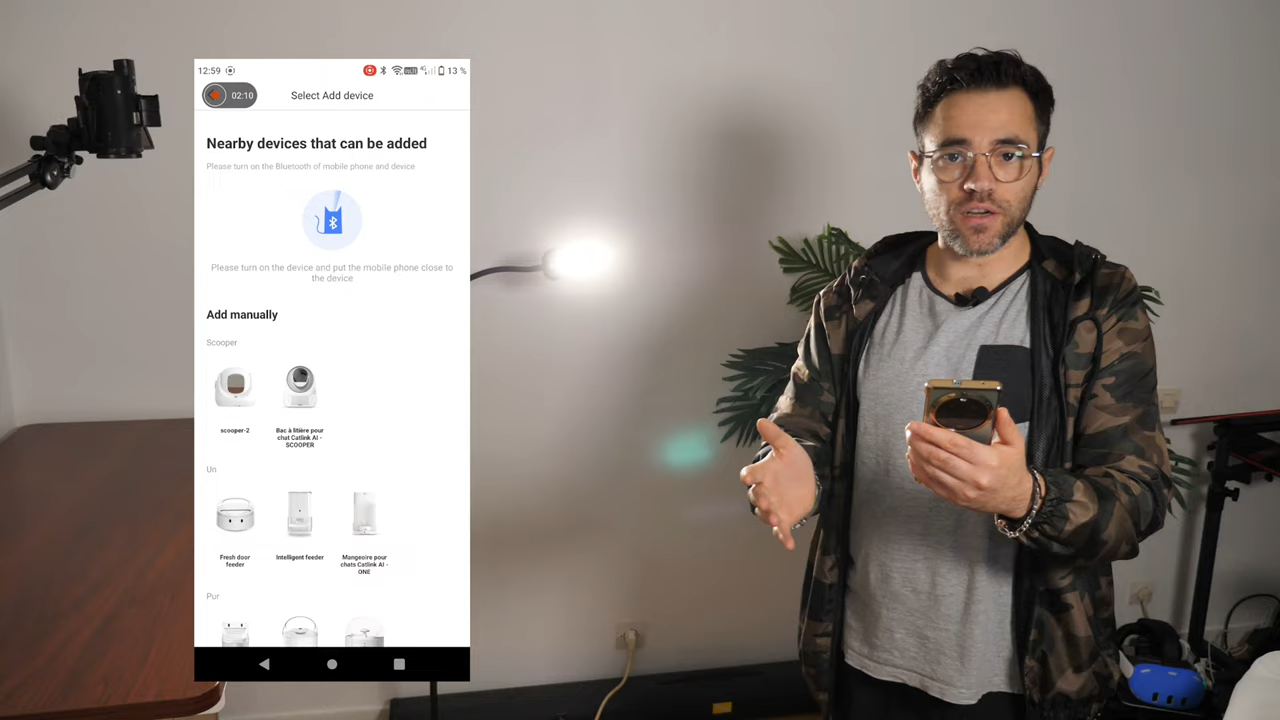 12:59
13 %
02:10
Select Add device
Nearby devices that can be added
Please turn on the Bluetooth of mobile phone and device
Please turn on the device and put the mobile phone close to
the device
Add manually
Scooper
scooper-2
Bac à litière pour
chat Catlink AI -
SCOOPER
Un
Fresh door
feeder
Intelligent feeder
Mangeoire pour
chats Catlink AI -
ONE
Pur